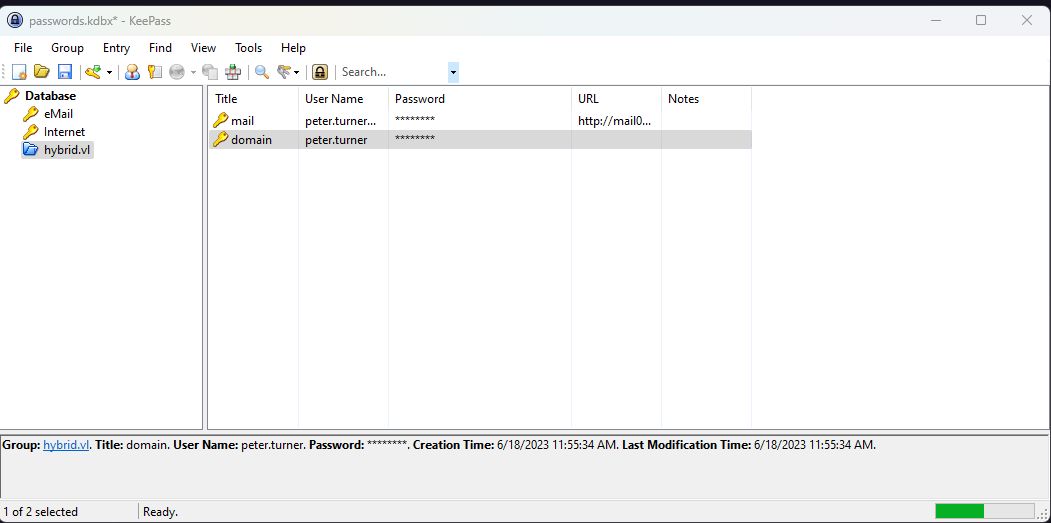 passwords.kdbx* - KeePass
File Group Entry Find View Tools Help
Search...
Database
eMail
Internet
hybrid.vl
Title User Name Password URL Notes
mail peter.turner... ******** http://mail0...
domain peter.turner ********
Group: hybrid.vl. Title: domain. User Name: peter.turner. Password: ********. Creation Time: 6/18/2023 11:55:34 AM. Last Modification Time: 6/18/2023 11:55:34 AM.
1 of 2 selected Ready.